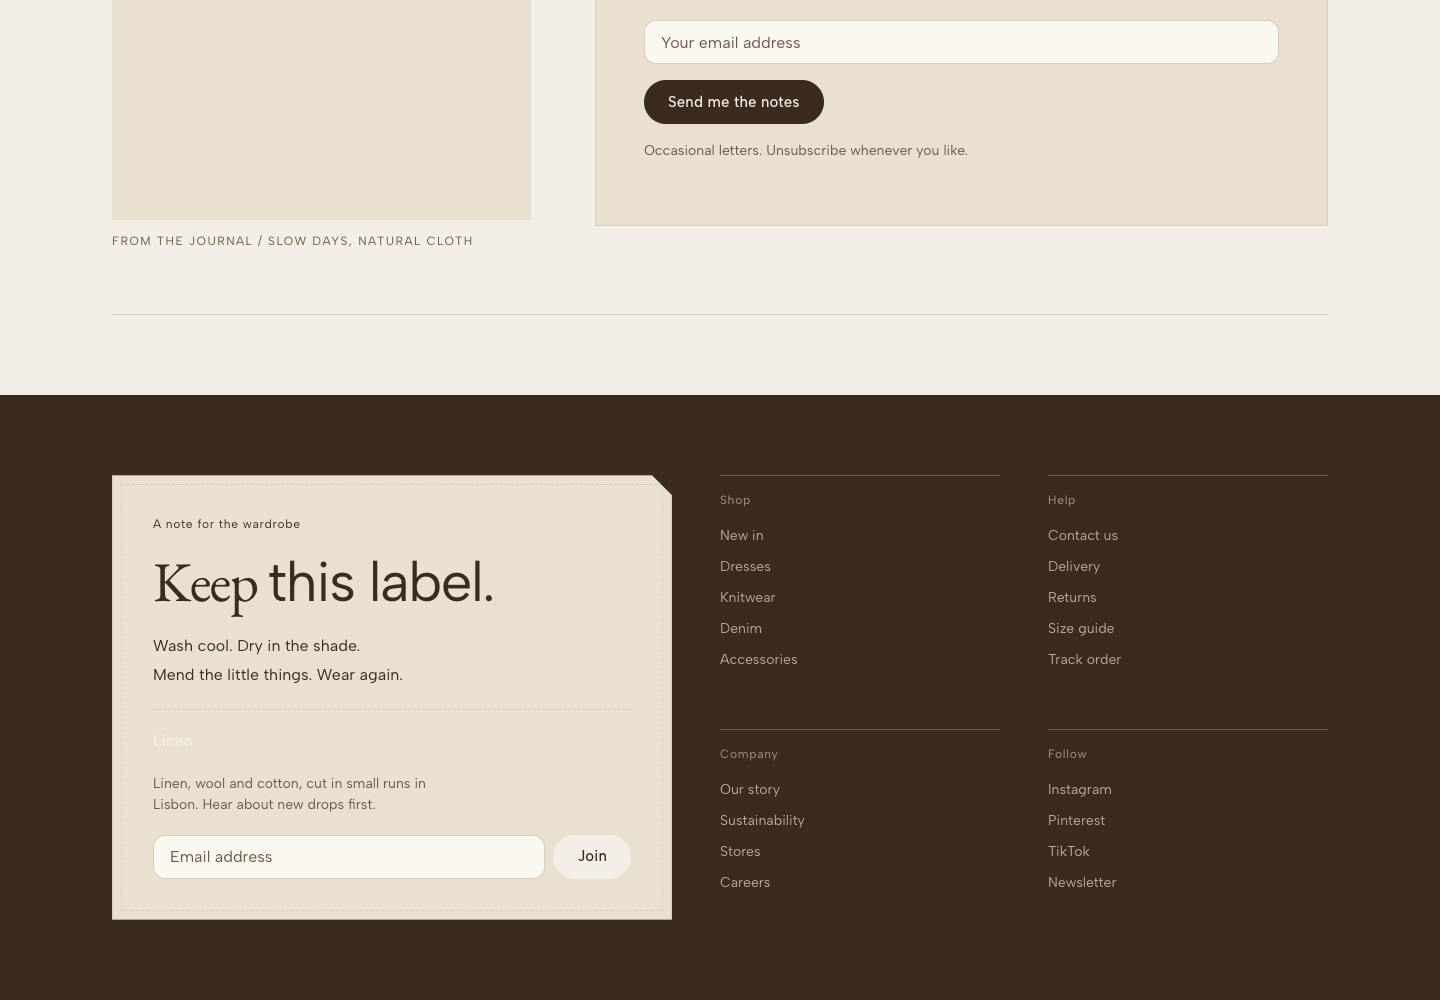 Your email address
Send me the notes
Occasional letters. Unsubscribe whenever you like.
FROM THE JOURNAL / SLOW DAYS, NATURAL CLOTH
A note for the wardrobe
Keep this label.
Wash cool. Dry in the shade.
Mend the little things. Wear again.
Linen
Linen, wool and cotton, cut in small runs in
Lisbon. Hear about new drops first.
Email address
Join
Shop
New in
Dresses
Knitwear
Denim
Accessories
Help
Contact us
Delivery
Returns
Size guide
Track order
Company
Our story
Sustainability
Stores
Careers
Follow
Instagram
Pinterest
TikTok
Newsletter